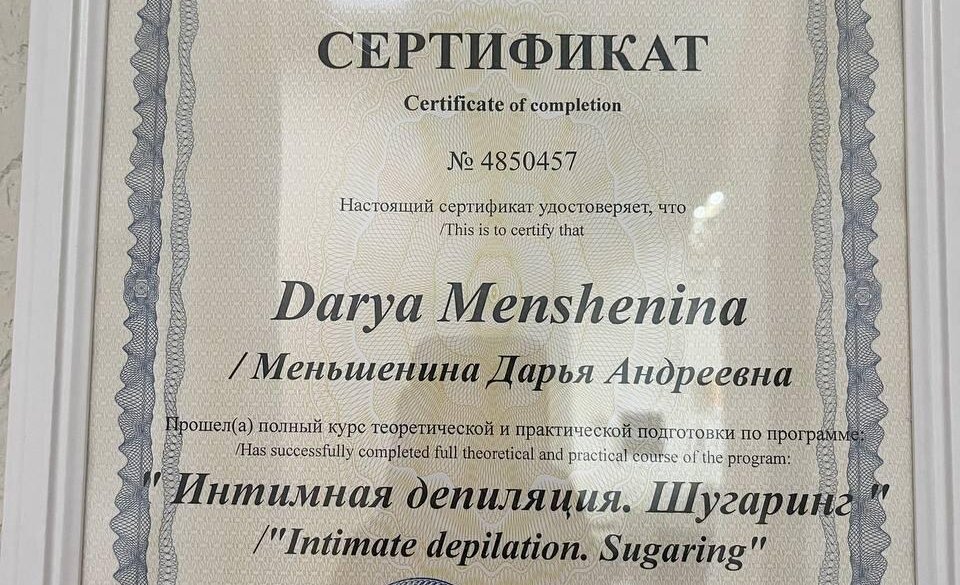 СЕРТИФИКАТ
Certificate of completion
№ 4850457
Настоящий сертификат удостоверяет, что
/This is to certify that
Darya Menshenina
/ Меньшенина Дарья Андреевна
Прошел(а) полный курс теоретической и практической подготовки по программе:
/Has successfully completed full theoretical and practical course of the program:
" Интимная депиляция. Шугаринг "
/"Intimate depilation. Sugaring"